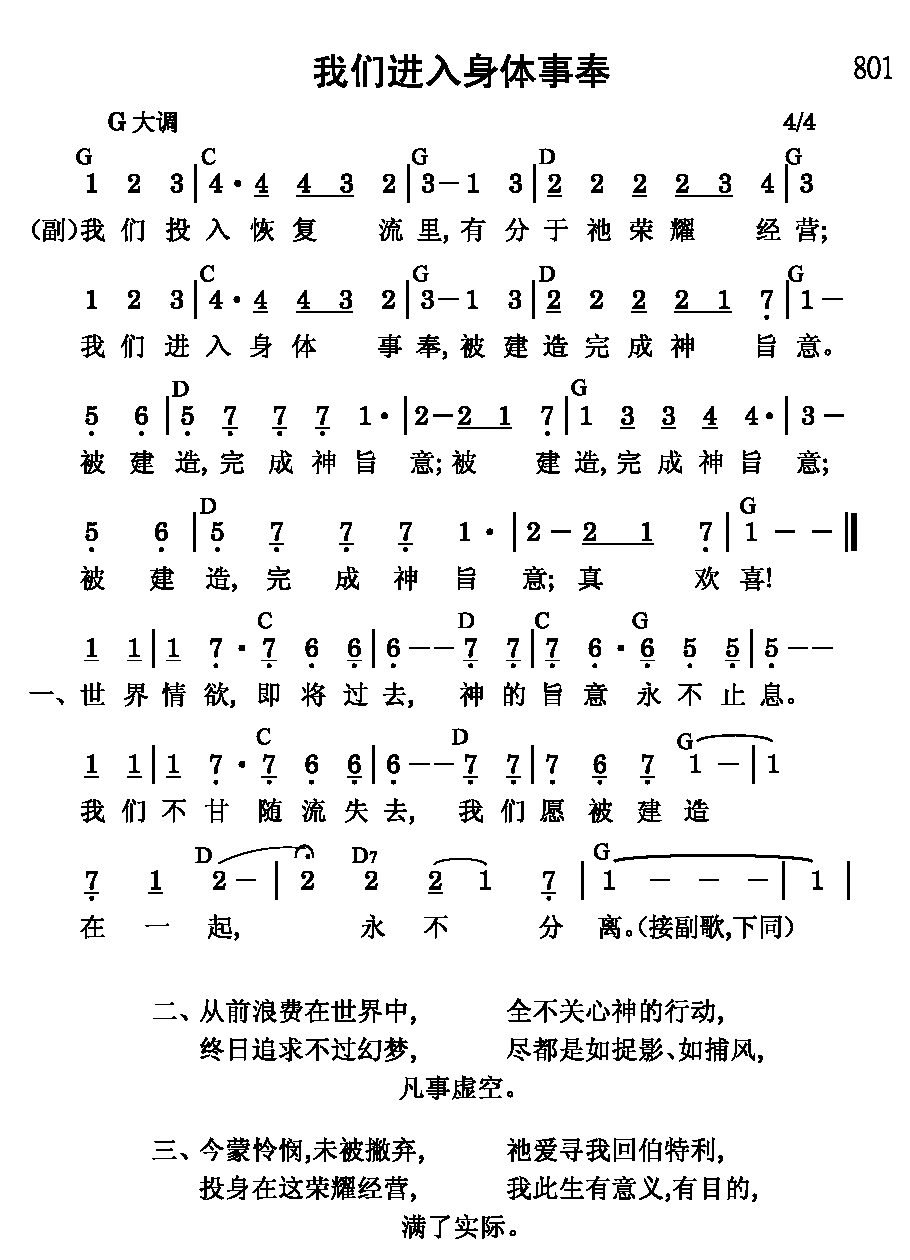 我们进入身体事奉 801
G大调 4/4
G C G D G
1 2 3 | 4· 4 4 3 2 | 3- 1 3 | 2 2 2 2 3 4 | 3
(副)我们投入恢复 流里,有分于祂荣耀 经营;
C G D G
1 2 3 | 4· 4 4 3 2 | 3- 1 3 | 2 2 2 2 1 7 | 1 -
我们进入身体 事奉,被建造完成神 旨意。
D G
5 6 | 5 7 7 7 1· | 2-2 1 7 | 1 3 3 4 4· | 3 -
被建造,完成神旨意;被 建造,完成神旨意;
D G
5 6 | 5 7 7 7 1· | 2-2 1 7 | 1 - -
被建造,完成神旨意;真 欢喜!
C D C G
1 1 | 1 7· 7 6 6 | 6-- 7 7 | 7 6· 6 5 5 | 5--
一、世界情欲,即将过去, 神的旨意永不止息。
C D G
1 1 | 1 7· 7 6 6 | 6-- 7 7 | 7 6 7 1 - | 1
我们不甘随流失去, 我们愿被建造
D D7 G
7 1 2- | 2 2 2 1 7 | 1 - - - | 1 |
在一起, 永不 分离。(接副歌,下同)
二、从前浪费在世界中, 全不关心神的行动,
终日追求不过幻梦, 尽都是如捉影、如捕风,
凡事虚空。
三、今蒙怜悯,未被撇弃, 祂爱寻我回伯特利,
投身在这荣耀经营, 我此生有意义,有目的,
满了实际。